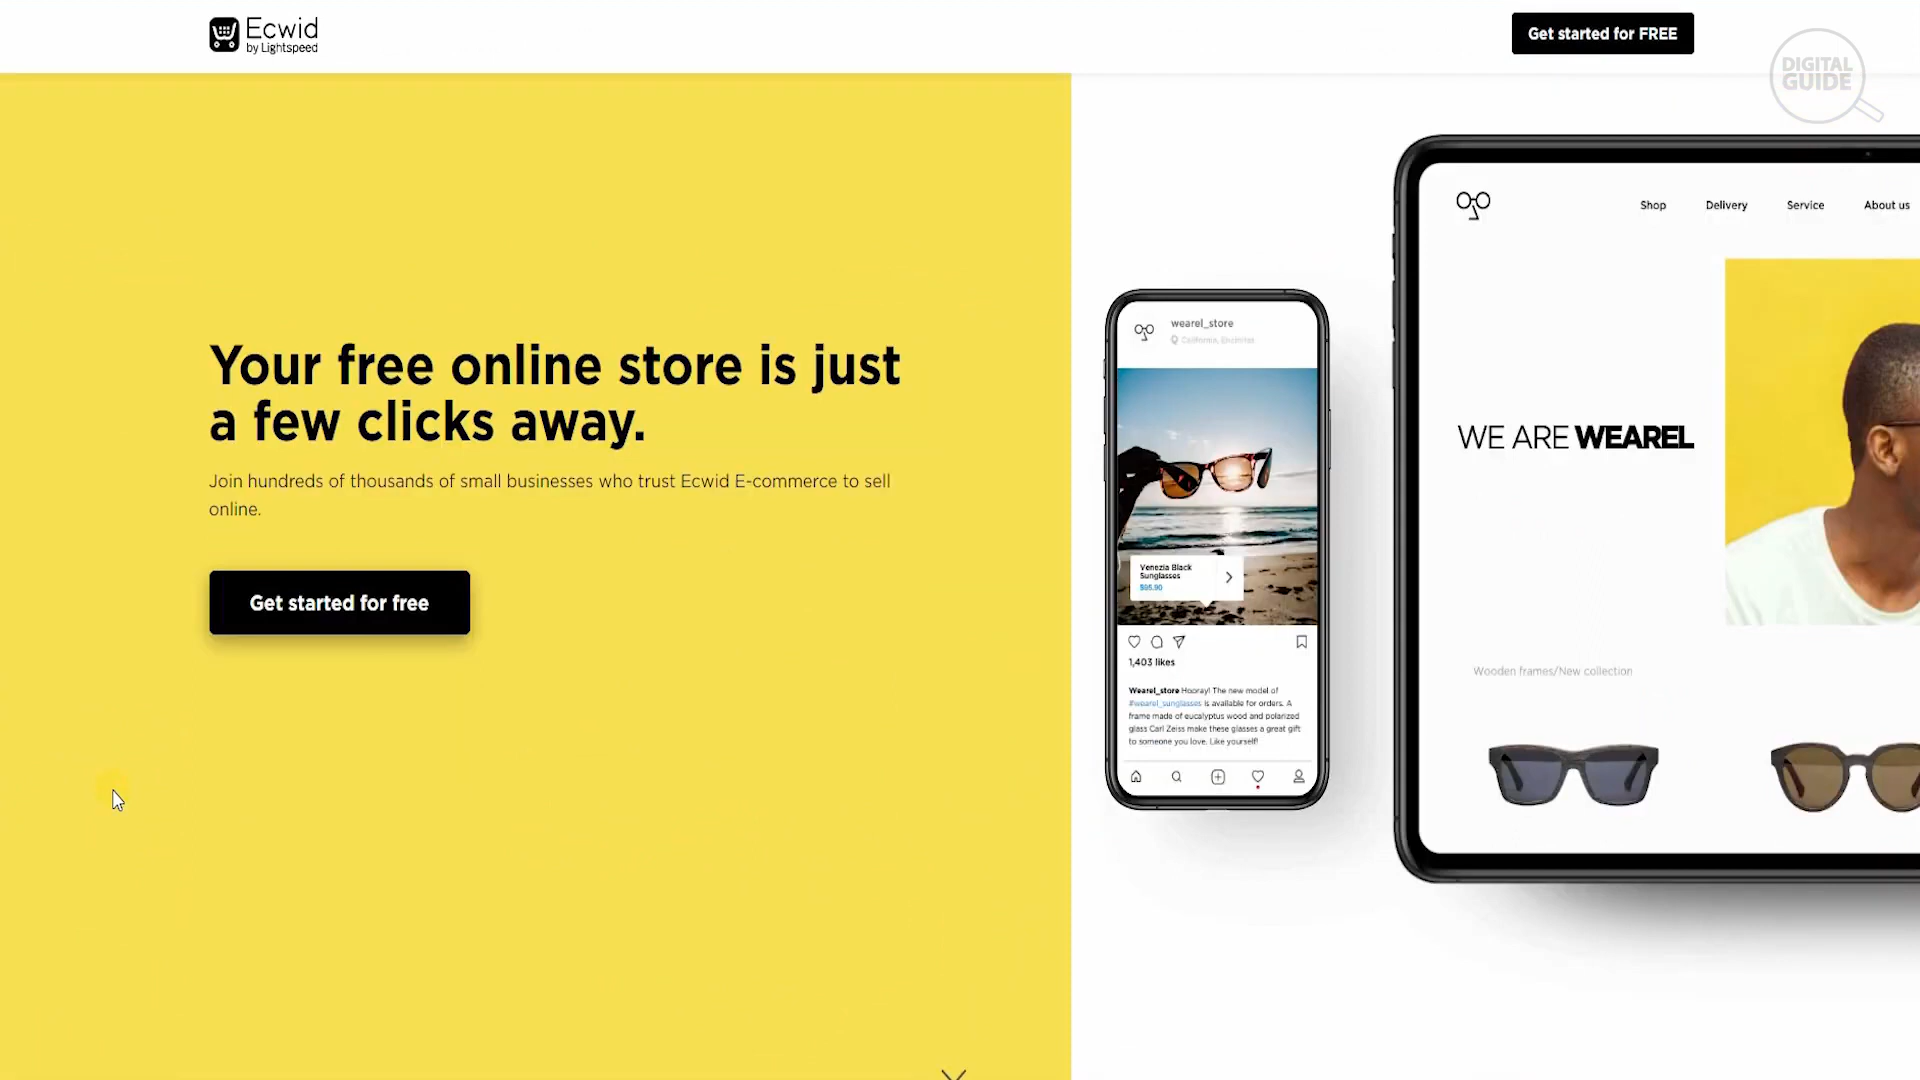 Ecwid
by Lightspeed
Get started for FREE
DIGITAL
GUIDE
Your free online store is just
a few clicks away.
Join hundreds of thousands of small businesses who trust Ecwid E-commerce to sell
online.
Get started for free
wearel_store
California, Encinitas
Venezia Black
Sunglasses
$95.90
1,403 likes
Wearel_store Hooray! The new model of
#wearel_sunglasses is available for orders. A
frame made of eucalyptus wood and polarized
glass Carl Zeiss make these glasses a great gift
to someone you love. Like yourself!
Shop Delivery Service About us
WE ARE WEAREL
Wooden frames/New collection